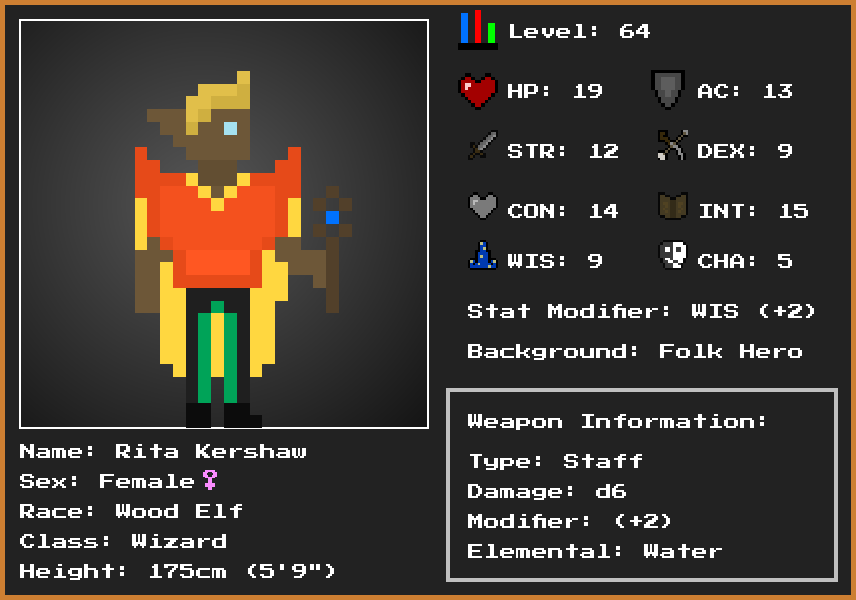 Level: 64
HP: 19 AC: 13
STR: 12 DEX: 9
CON: 14 INT: 15
WIS: 9 CHA: 5
Stat Modifier: WIS (+2)
Background: Folk Hero
Weapon Information:
Type: Staff
Damage: d6
Modifier: (+2)
Elemental: Water
Name: Rita Kershaw
Sex: Female♀
Race: Wood Elf
Class: Wizard
Height: 175cm (5'9")